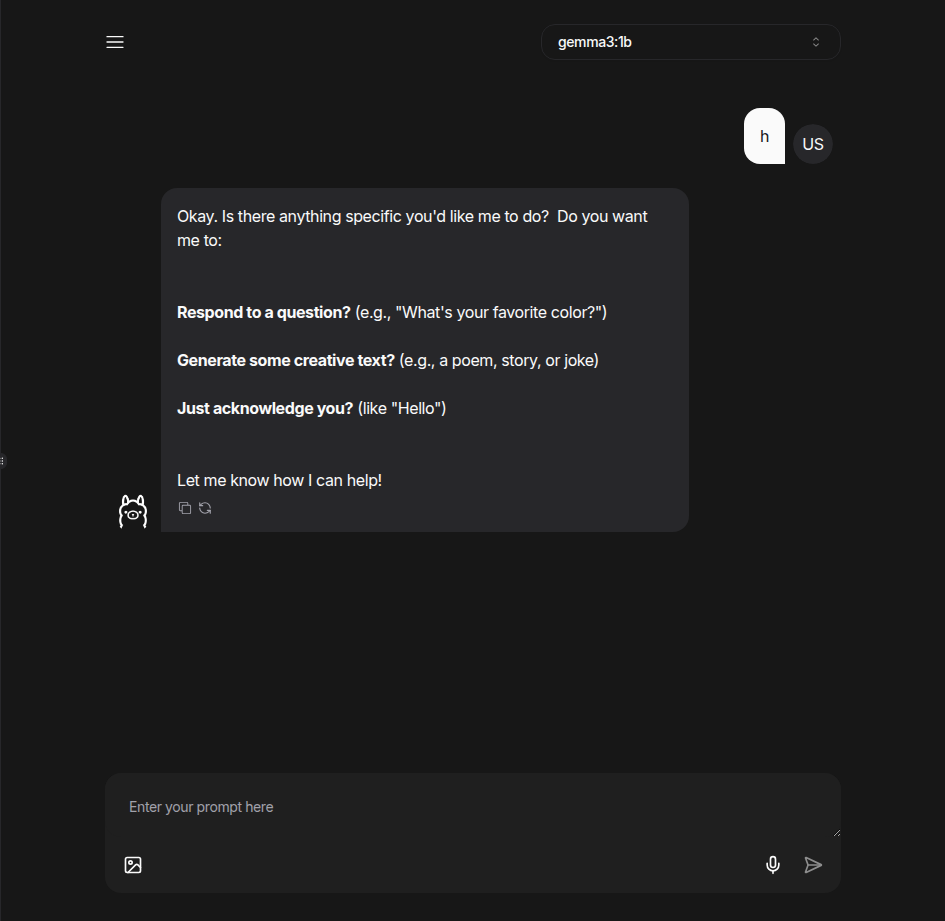 gemma3:1b
h
US
Okay. Is there anything specific you'd like me to do?  Do you want
me to:
Respond to a question? (e.g., "What's your favorite color?")
Generate some creative text? (e.g., a poem, story, or joke)
Just acknowledge you? (like "Hello")
Let me know how I can help!
Enter your prompt here